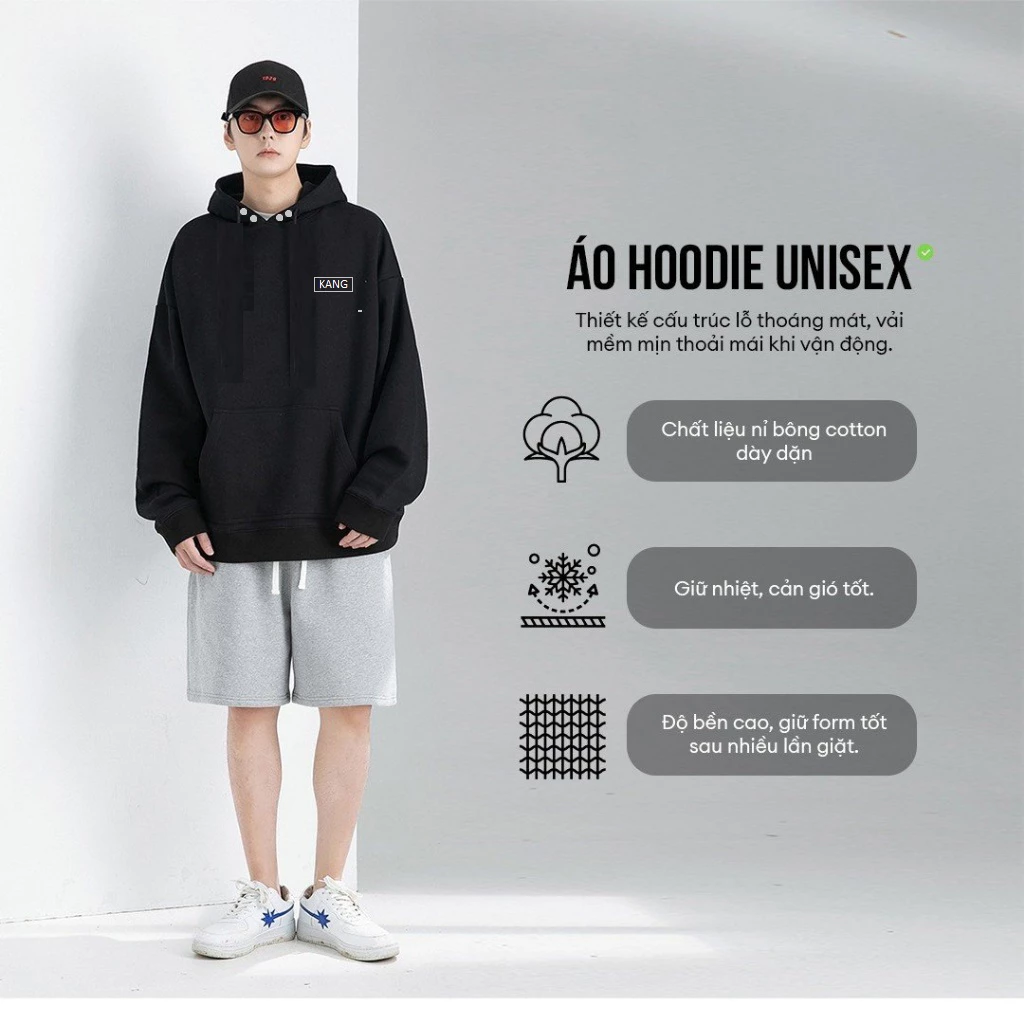 1978
KANG
ÁO HOODIE UNISEX
Thiết kế cấu trúc lỗ thoáng mát, vải
mềm mịn thoải mái khi vận động.
Chất liệu nỉ bông cotton
dày dặn
Giữ nhiệt, cản gió tốt.
Độ bền cao, giữ form tốt
sau nhiều lần giặt.